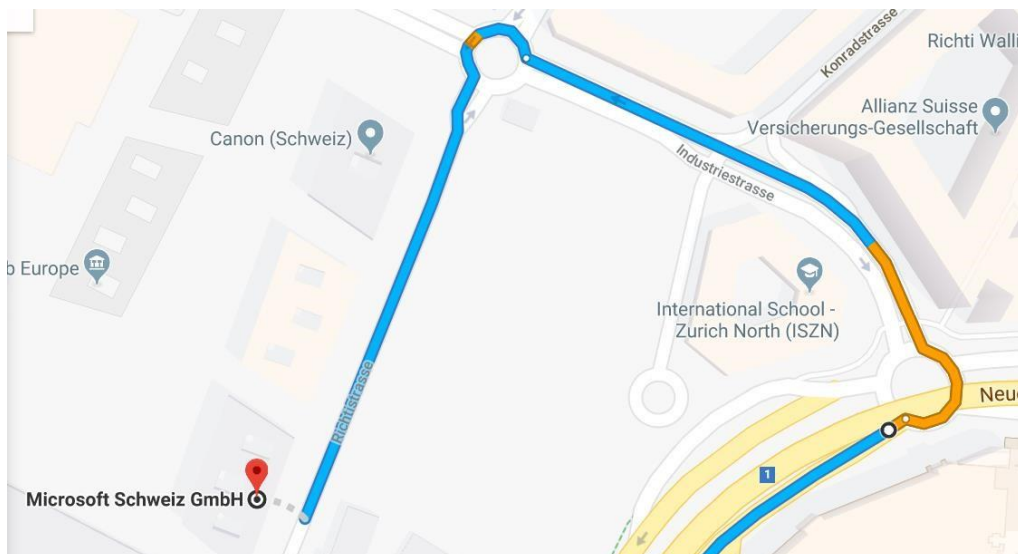 Konradstrasse
Richti Walli
Allianz Suisse
Versicherungs-Gesellschaft
Canon (Schweiz)
Industriestrasse
b Europe
International School -
Zurich North (ISZN)
Richtistrasse
Neue
1
Microsoft Schweiz GmbH